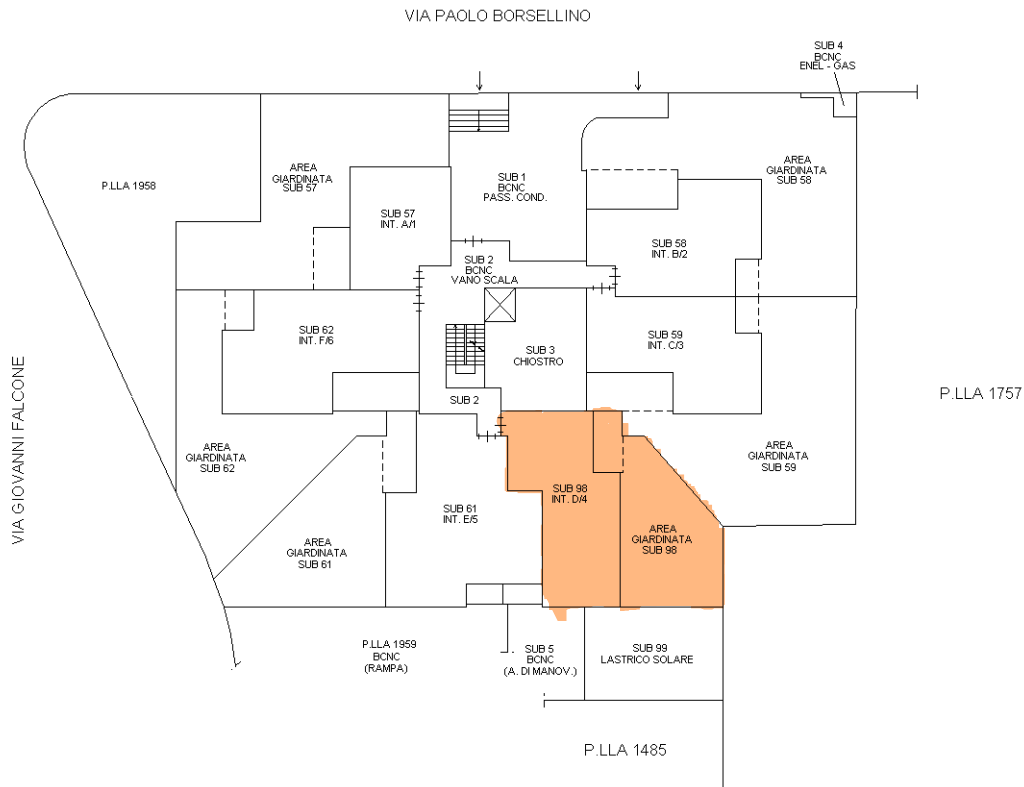 VIA PAOLO BORSELLINO
SUB 4
BCNC
ENEL - GAS
P.LLA 1958
AREA
GIARDINATA
SUB 57
SUB 57
INT. A/1
SUB 1
BCNC
PASS. COND.
AREA
GIARDINATA
SUB 58
SUB 58
INT. B/2
SUB 2
BCNC
VANO SCALA
SUB 62
INT. F/6
SUB 3
CHIOSTRO
SUB 59
INT. C/3
VIA GIOVANNI FALCONE
P.LLA 1757
SUB 2
AREA
GIARDINATA
SUB 62
AREA
GIARDINATA
SUB 59
SUB 98
INT. D/4
SUB 61
INT. E/5
AREA
GIARDINATA
SUB 61
AREA
GIARDINATA
SUB 98
P.LLA 1959
BCNC
(RAMPA)
SUB 5
BCNC
(A. DI MANOV.)
SUB 99
LASTRICO SOLARE
P.LLA 1485